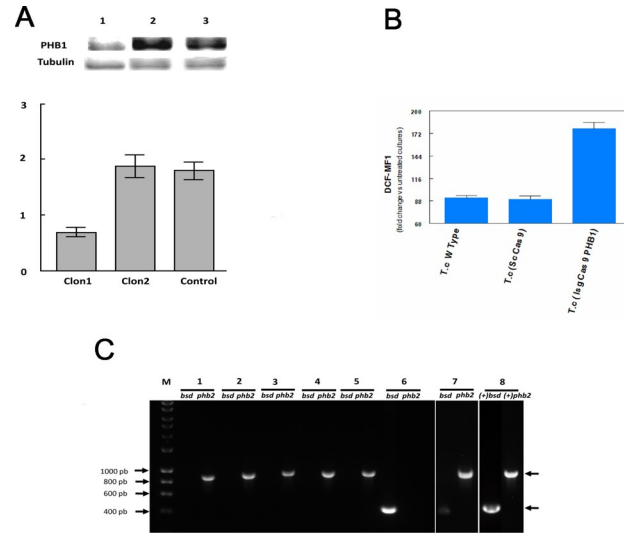 A
1 2 3
PHB1
Tubulin
3
2
1
0
Clon1 Clon2 Control
B
DCF-MF1
(fold change vs untreated cultures)
200
172
144
116
88
60
T.c W Type
T.c (Sc Cas 9)
T.c ( IsgCas 9 PHB1)
C
M 1 2 3 4 5 6 7 8
bsd phb2 bsd phb2 bsd phb2 bsd phb2 bsd phb2 bsd phb2 bsd phb2 (+)bsd (+)phb2
1000 pb
800 pb
600 pb
400 pb